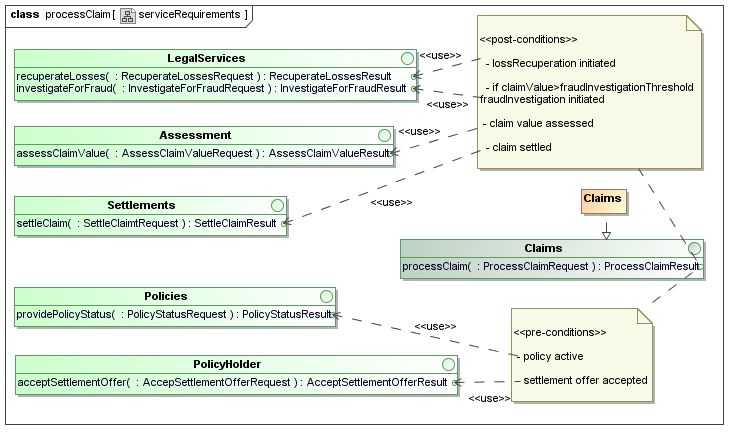 class processClaim[ serviceRequirements ]
<<post-conditions>>
- lossRecuperation initiated
- if claimValue>fraudInvestigationThreshold
fraudInvestigation initiated
- claim value assessed
- claim settled
LegalServices
recuperateLosses( : RecuperateLossesRequest ) : RecuperateLossesResult
investigateForFraud( : InvestigateForFraudRequest ) : InvestigateForFraudResult
<<use>>
<<use>>
Assessment
assessClaimValue( : AssessClaimValueRequest ) : AssessClaimValueResult
<<use>>
Settlements
settleClaim( : SettleClaimtRequest ) : SettleClaimResult
<<use>>
Claims
Claims
processClaim( : ProcessClaimRequest ) : ProcessClaimResult
Policies
providePolicyStatus( : PolicyStatusRequest ) : PolicyStatusResult
<<use>>
<<pre-conditions>>
- policy active
- settlement offer accepted
PolicyHolder
acceptSettlementOffer( : AccepSettlementOfferRequest ) : AcceptSettlementOfferResult
<<use>>